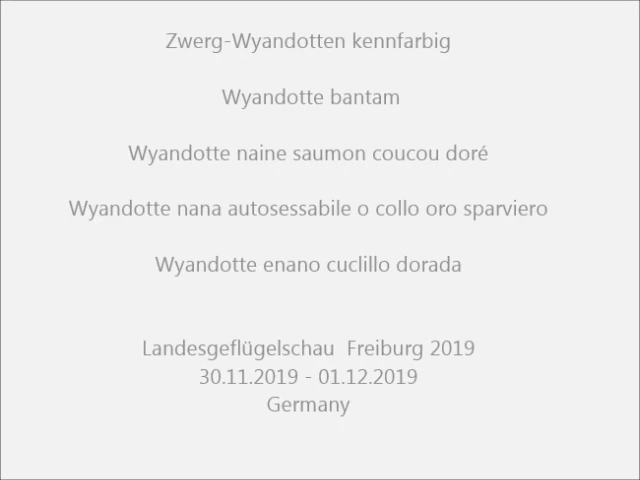 Zwerg-Wyandotten kennfarbig
Wyandotte bantam
Wyandotte naine saumon coucou doré
Wyandotte nana autosessabile o collo oro sparviero
Wyandotte enano cuclillo dorada
Landesgeflügelschau  Freiburg 2019
30.11.2019 - 01.12.2019
Germany